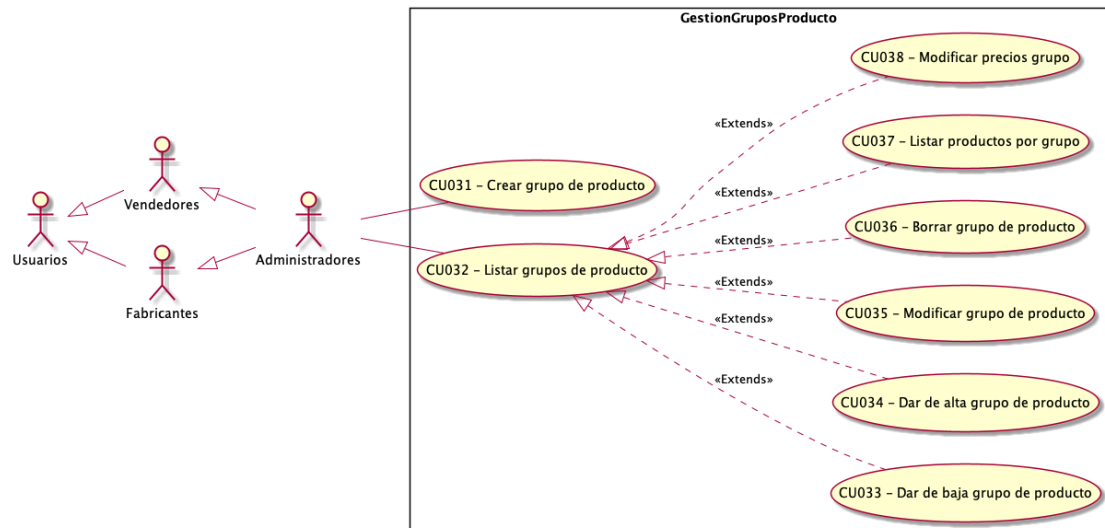 GestionGruposProducto
CU038 – Modificar precios grupo
«Extends»
CU037 – Listar productos por grupo
Vendedores
CU031 – Crear grupo de producto
«Extends»
CU036 – Borrar grupo de producto
«Extends»
Usuarios
Administradores
CU032 – Listar grupos de producto
Fabricantes
«Extends»
CU035 – Modificar grupo de producto
«Extends»
CU034 – Dar de alta grupo de producto
«Extends»
CU033 – Dar de baja grupo de producto